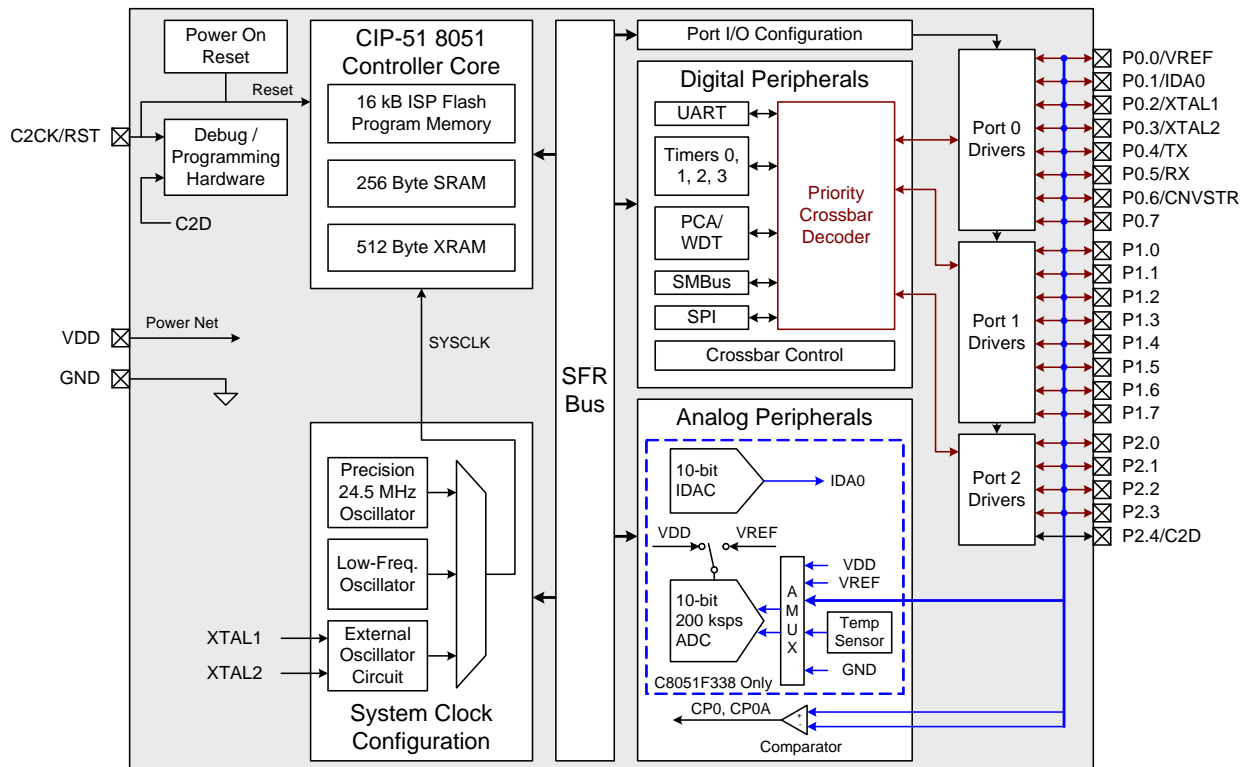 Power On
Reset
Reset
C2CK/RST
Debug /
Programming
Hardware
C2D
VDD
Power Net
GND
CIP-51 8051
Controller Core
16 kB ISP Flash
Program Memory
256 Byte SRAM
512 Byte XRAM
SYSCLK
Precision
24.5 MHz
Oscillator
Low-Freq.
Oscillator
External
Oscillator
Circuit
XTAL1
XTAL2
System Clock
Configuration
SFR
Bus
Port I/O Configuration
Digital Peripherals
UART
Timers 0,
1, 2, 3
PCA/
WDT
SMBus
SPI
Priority
Crossbar
Decoder
Crossbar Control
Analog Peripherals
10-bit
IDAC
IDA0
VDD
VREF
10-bit
200 ksps
ADC
A
M
U
X
VDD
VREF
Temp
Sensor
GND
C8051F338 Only
CP0, CP0A
+
-
Comparator
Port 0
Drivers
Port 1
Drivers
Port 2
Drivers
P0.0/VREF
P0.1/IDA0
P0.2/XTAL1
P0.3/XTAL2
P0.4/TX
P0.5/RX
P0.6/CNVSTR
P0.7
P1.0
P1.1
P1.2
P1.3
P1.4
P1.5
P1.6
P1.7
P2.0
P2.1
P2.2
P2.3
P2.4/C2D